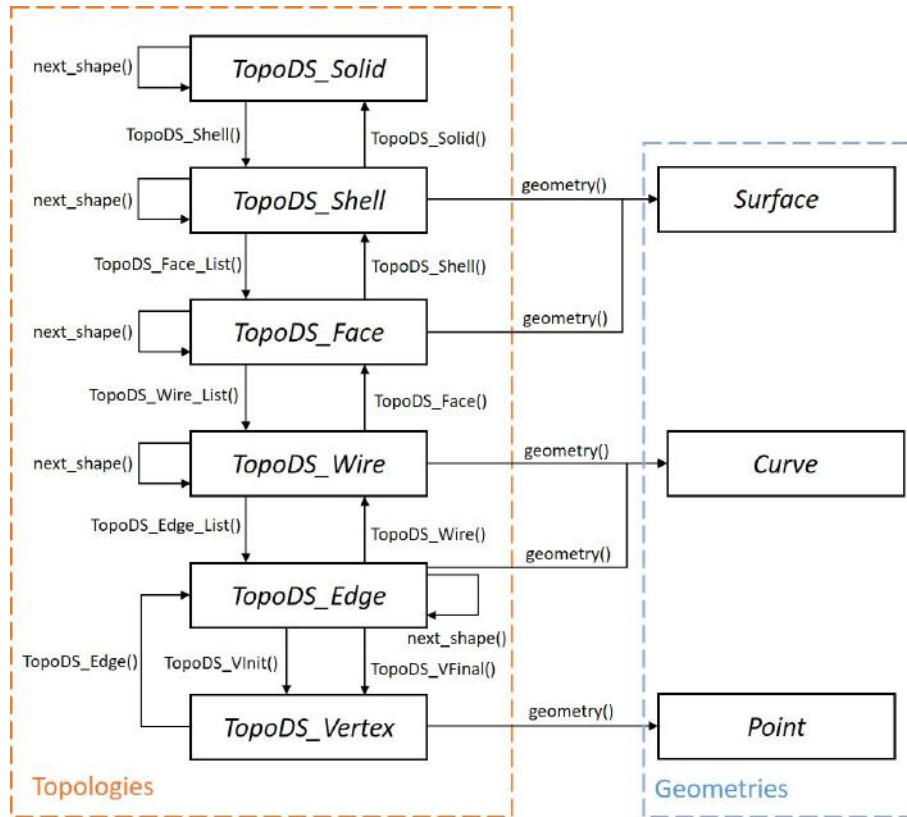 TopoDS_Solid
next_shape()
TopoDS_Shell()
TopoDS_Solid()
TopoDS_Shell
next_shape()
geometry()
Surface
TopoDS_Face_List()
TopoDS_Shell()
TopoDS_Face
next_shape()
geometry()
TopoDS_Wire_List()
TopoDS_Face()
TopoDS_Wire
next_shape()
geometry()
Curve
TopoDS_Edge_List()
TopoDS_Wire()
geometry()
TopoDS_Edge
next_shape()
TopoDS_Edge()
TopoDS_VInit()
TopoDS_VFinal()
TopoDS_Vertex
geometry()
Point
Topologies
Geometries